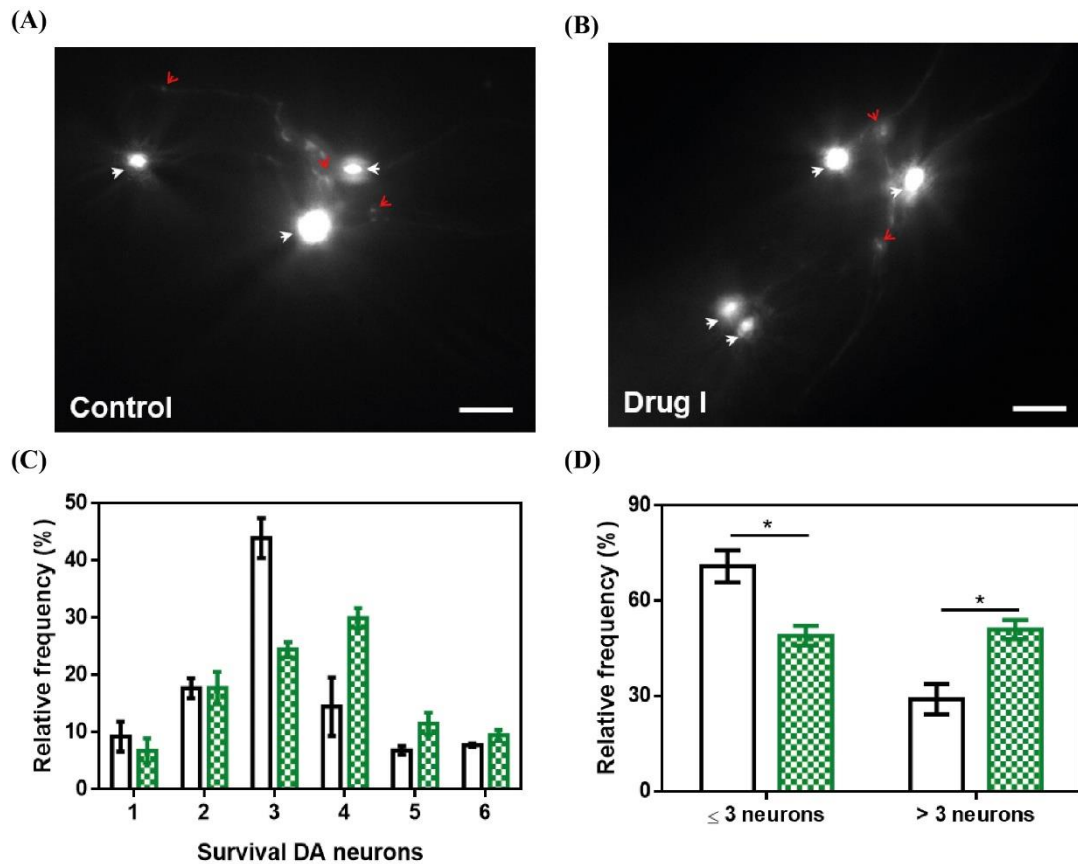 (A)
(B)
Control
Drug I
(C)
(D)
Relative frequency (%)
50
40
30
20
10
0
1 2 3 4 5 6
Survival DA neurons
Relative frequency (%)
90
60
30
0
*
*
≤ 3 neurons
> 3 neurons